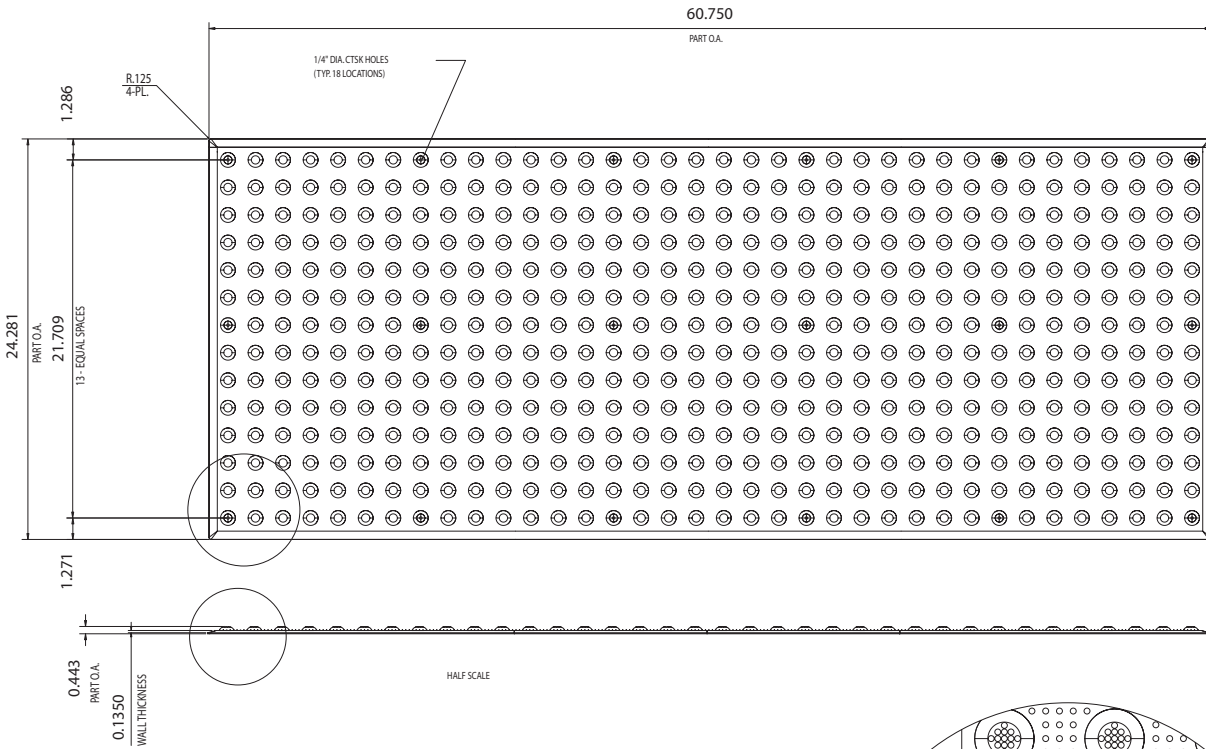 60.750
PART O.A.
1/4" DIA. CTSK HOLES
(TYP. 18 LOCATIONS)
R.125
4-PL.
1.286
24.281
PART O.A.
21.709
13 - EQUAL SPACES
1.271
0.443
PART O.A.
0.1350
WALL THICKNESS
HALF SCALE